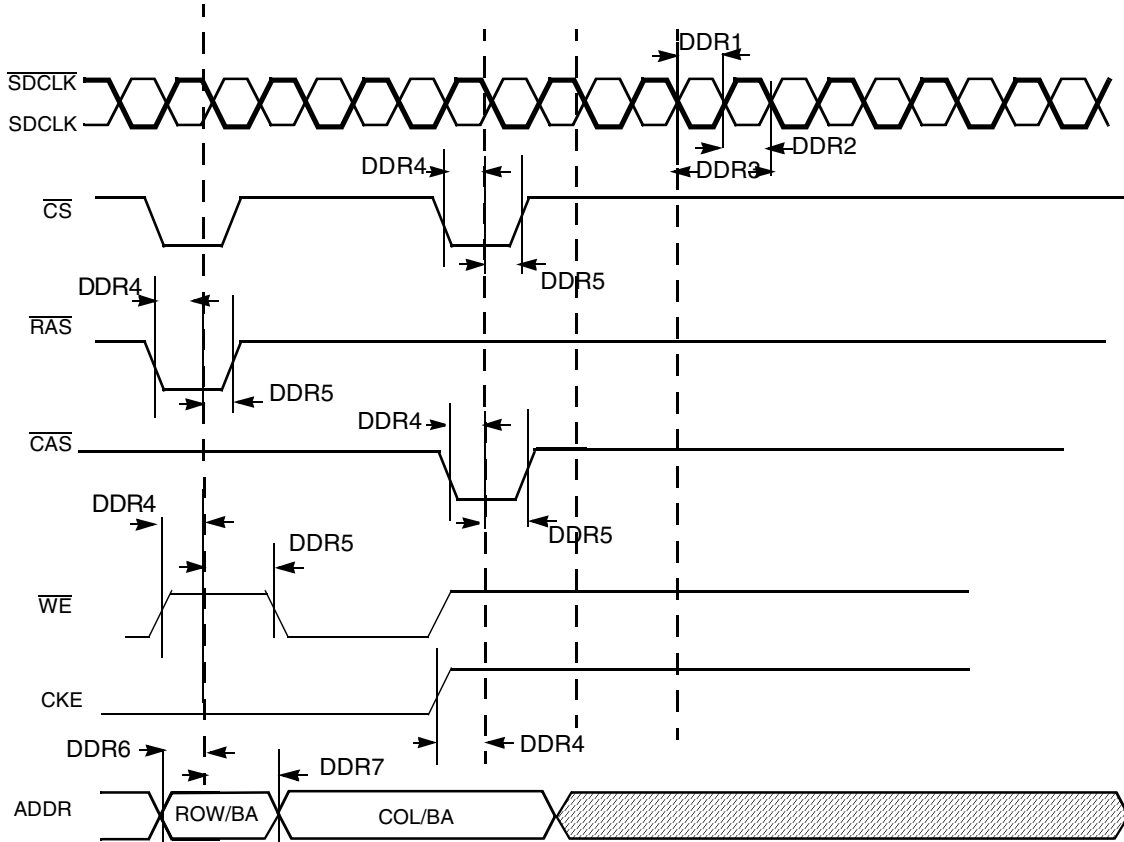 DDR1
SDCLK
SDCLK
DDR2
DDR4
DDR3
CS
DDR5
DDR4
RAS
DDR5
DDR4
CAS
DDR4
DDR5
DDR5
WE
CKE
DDR6
DDR4
DDR7
ADDR
ROW/BA
COL/BA